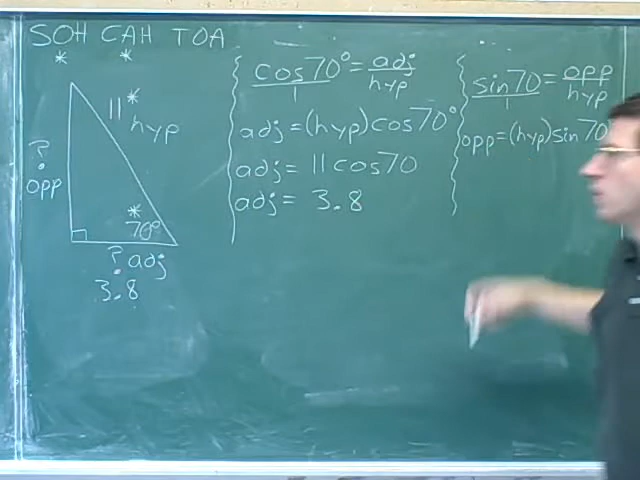 SOH CAH TOA
* *
11 *
hyp
?
opp
*
70°
? adj
3.8
cos70° = adj/hyp
1
adj = (hyp) cos70°
adj = 11 cos70
adj = 3.8
sin70 = opp/hyp
1
opp = (hyp) sin70